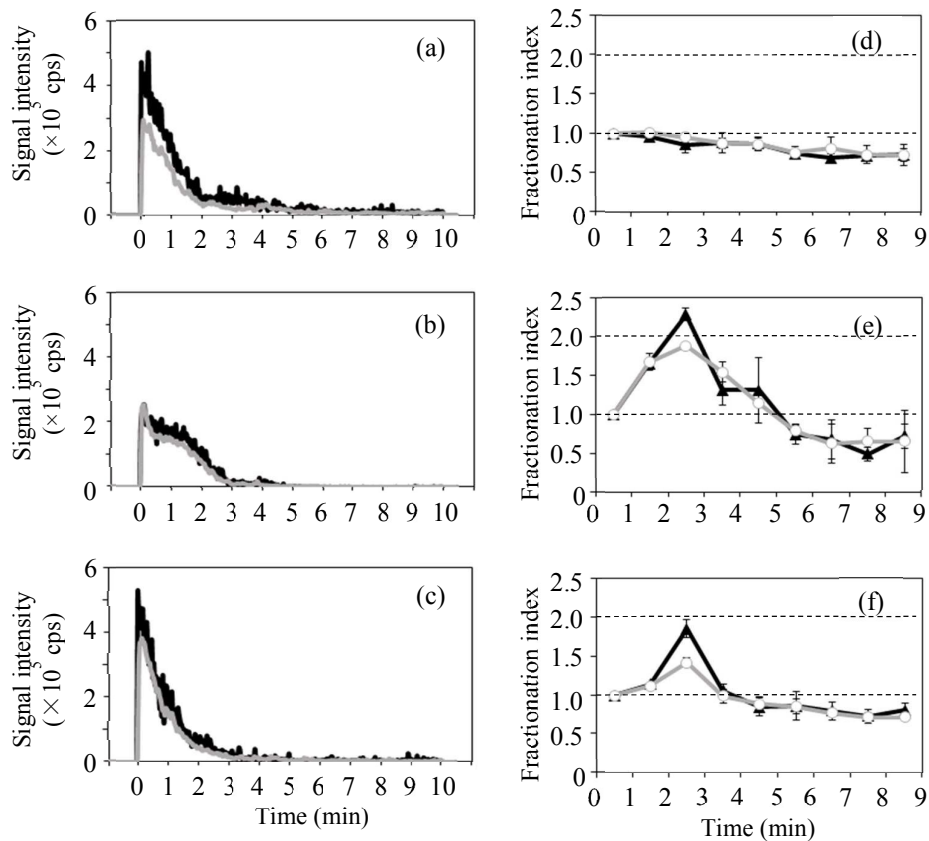 Signal intensity
(×10⁵ cps)
6
4
2
0
(a)
0 1 2 3 4 5 6 7 8 9 10
Fractionation index
2.5
2.0
1.5
1.0
0.5
0
(d)
0 1 2 3 4 5 6 7 8 9
Signal intensity
(×10⁵ cps)
6
4
2
0
(b)
0 1 2 3 4 5 6 7 8 9 10
Fractionation index
2.5
2.0
1.5
1.0
0.5
0
(e)
0 1 2 3 4 5 6 7 8 9
Signal intensity
(×10⁵ cps)
6
4
2
0
(c)
0 1 2 3 4 5 6 7 8 9 10
Time (min)
Fractionation index
2.5
2.0
1.5
1.0
0.5
0
(f)
0 1 2 3 4 5 6 7 8 9
Time (min)